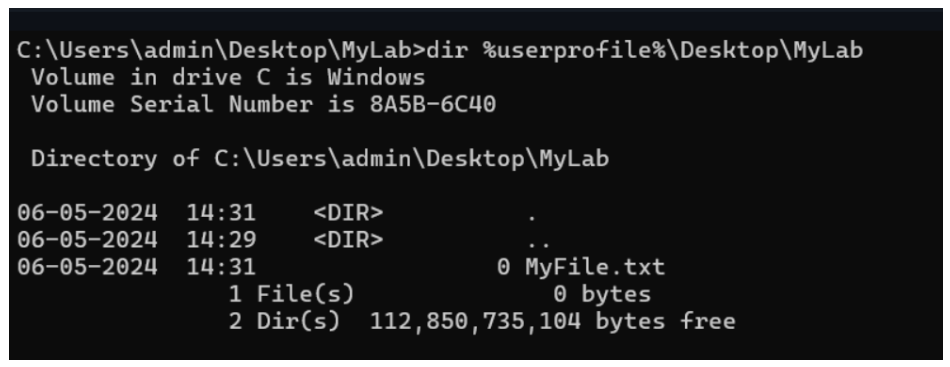 C:\Users\admin\Desktop\MyLab>dir %userprofile%\Desktop\MyLab
 Volume in drive C is Windows
 Volume Serial Number is 8A5B-6C40

 Directory of C:\Users\admin\Desktop\MyLab

06-05-2024  14:31    <DIR>          .
06-05-2024  14:29    <DIR>          ..
06-05-2024  14:31                 0 MyFile.txt
               1 File(s)              0 bytes
               2 Dir(s)  112,850,735,104 bytes free